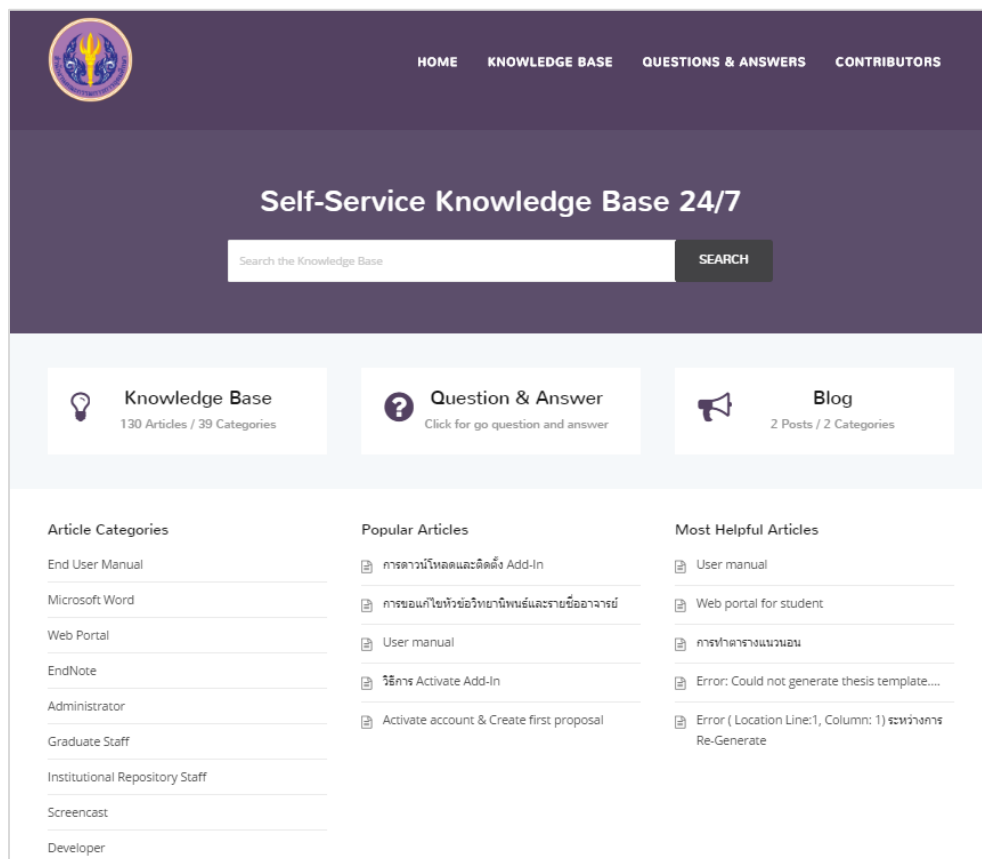 HOME KNOWLEDGE BASE QUESTIONS & ANSWERS CONTRIBUTORS
Self-Service Knowledge Base 24/7
Search the Knowledge Base SEARCH
Knowledge Base
130 Articles / 39 Categories
Question & Answer
Click for go question and answer
Blog
2 Posts / 2 Categories
Article Categories
End User Manual
Microsoft Word
Web Portal
EndNote
Administrator
Graduate Staff
Institutional Repository Staff
Screencast
Developer
Popular Articles
การดาวน์โหลดและติดตั้ง Add-In
การขอแก้ไขหัวข้อวิทยานิพนธ์และรายชื่ออาจารย์
User manual
วิธีการ Activate Add-In
Activate account & Create first proposal
Most Helpful Articles
User manual
Web portal for student
การทำตารางแนวนอน
Error: Could not generate thesis template....
Error ( Location Line:1, Column: 1) ระหว่างการ
Re-Generate